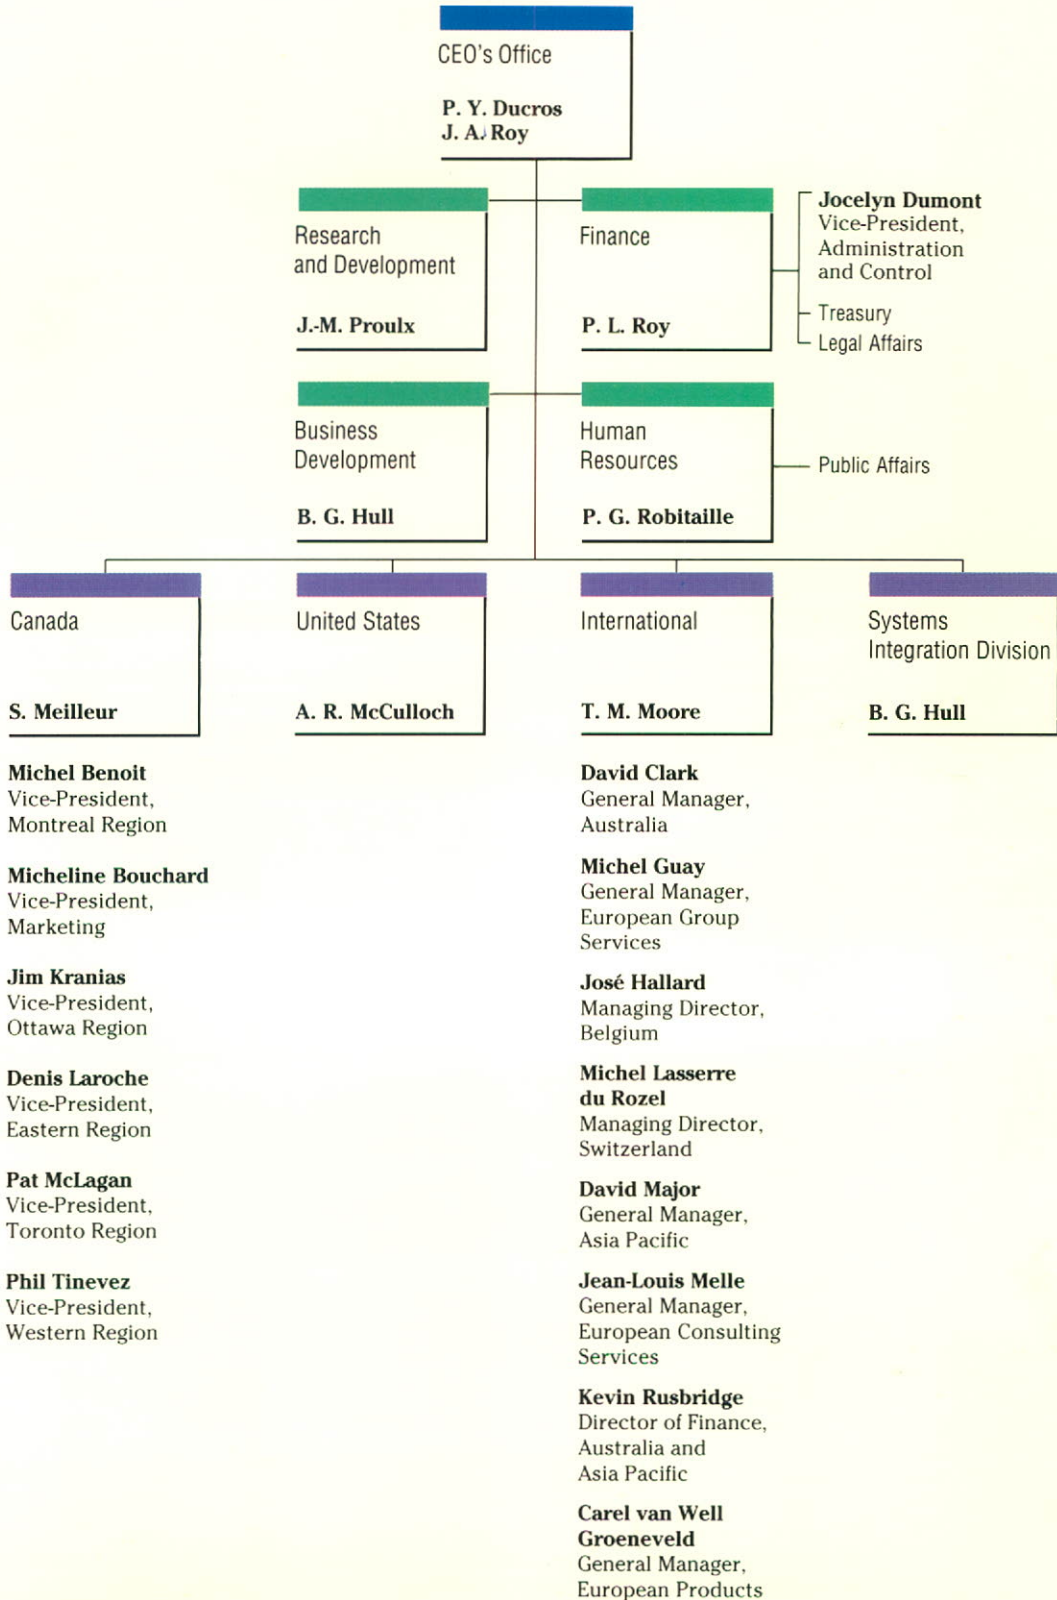 CEO's Office
P. Y. Ducros
J. A. Roy
Research
and Development
J.-M. Proulx
Finance
P. L. Roy
Jocelyn Dumont
Vice-President,
Administration
and Control
Treasury
Legal Affairs
Business
Development
B. G. Hull
Human
Resources
P. G. Robitaille
Public Affairs
Canada
S. Meilleur
United States
A. R. McCulloch
International
T. M. Moore
Systems
Integration Division
B. G. Hull
Michel Benoit
Vice-President,
Montreal Region
Micheline Bouchard
Vice-President,
Marketing
Jim Kranias
Vice-President,
Ottawa Region
Denis Laroche
Vice-President,
Eastern Region
Pat McLagan
Vice-President,
Toronto Region
Phil Tinevez
Vice-President,
Western Region
David Clark
General Manager,
Australia
Michel Guay
General Manager,
European Group
Services
José Hallard
Managing Director,
Belgium
Michel Lasserre
du Rozel
Managing Director,
Switzerland
David Major
General Manager,
Asia Pacific
Jean-Louis Melle
General Manager,
European Consulting
Services
Kevin Rusbridge
Director of Finance,
Australia and
Asia Pacific
Carel van Well
Groeneveld
General Manager,
European Products